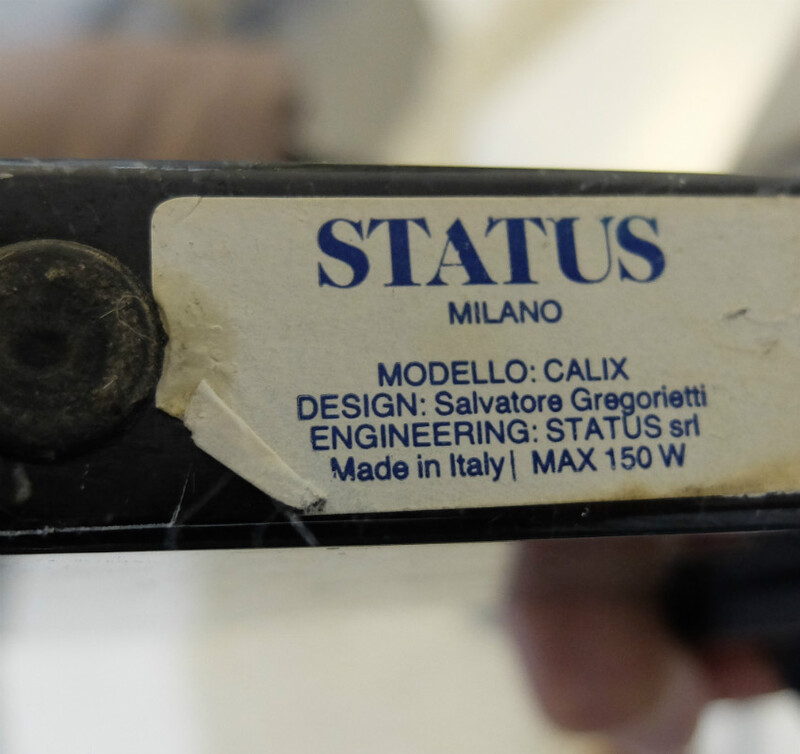 STATUS
MILANO
MODELLO: CALIX
DESIGN: Salvatore Gregorietti
ENGINEERING: STATUS srl
Made in Italy| MAX 150 W